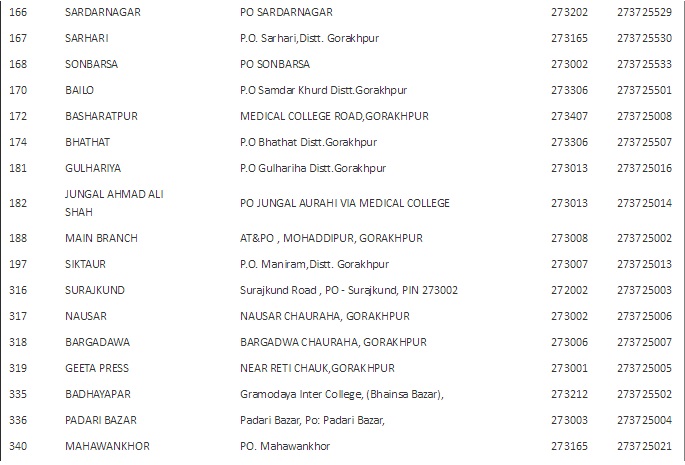 166 SARDARNAGAR PO SARDARNAGAR 273202 273725529
167 SARHARI P.O. Sarhari,Distt. Gorakhpur 273165 273725530
168 SONBARSA PO SONBARSA 273002 273725533
170 BAILO P.O Samdar Khurd Distt.Gorakhpur 273306 273725501
172 BASHARATPUR MEDICAL COLLEGE ROAD,GORAKHPUR 273407 273725008
174 BHATHAT P.O Bhathat Distt.Gorakhpur 273306 273725507
181 GULHARIYA P.O Gulhariha Distt.Gorakhpur 273013 273725016
182 JUNGAL AHMAD ALI SHAH PO JUNGAL AURAHI VIA MEDICAL COLLEGE 273013 273725014
188 MAIN BRANCH AT&PO , MOHADDIPUR, GORAKHPUR 273008 273725002
197 SIKTAUR P.O. Maniram,Distt. Gorakhpur 273007 273725013
316 SURAJKUND Surajkund Road , PO - Surajkund, PIN 273002 272002 273725003
317 NAUSAR NAUSAR CHAURAHA, GORAKHPUR 273002 273725006
318 BARGADAWA BARGADWA CHAURAHA, GORAKHPUR 273006 273725007
319 GEETA PRESS NEAR RETI CHAUK,GORAKHPUR 273001 273725005
335 BADHAYAPAR Gramodaya Inter College, (Bhainsa Bazar), 273212 273725502
336 PADARI BAZAR Padari Bazar, Po: Padari Bazar, 273003 273725004
340 MAHAWANKHOR PO. Mahawankhor 273165 273725021